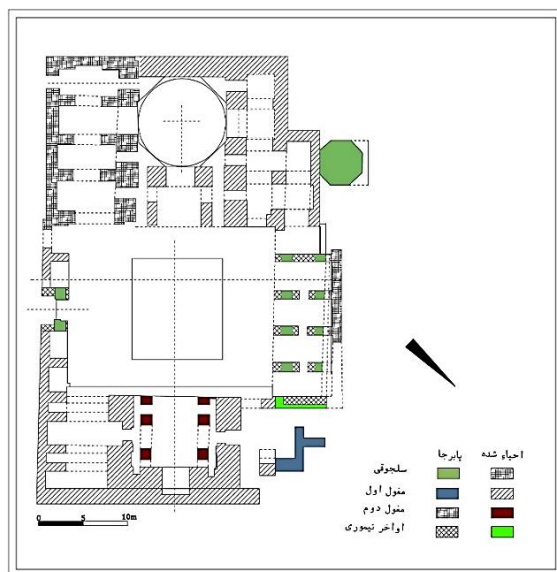 احیاء شده	پابرجا
سلجوقی
مغول اول
مغول دوم
اواخر تیموری
0 5 10m